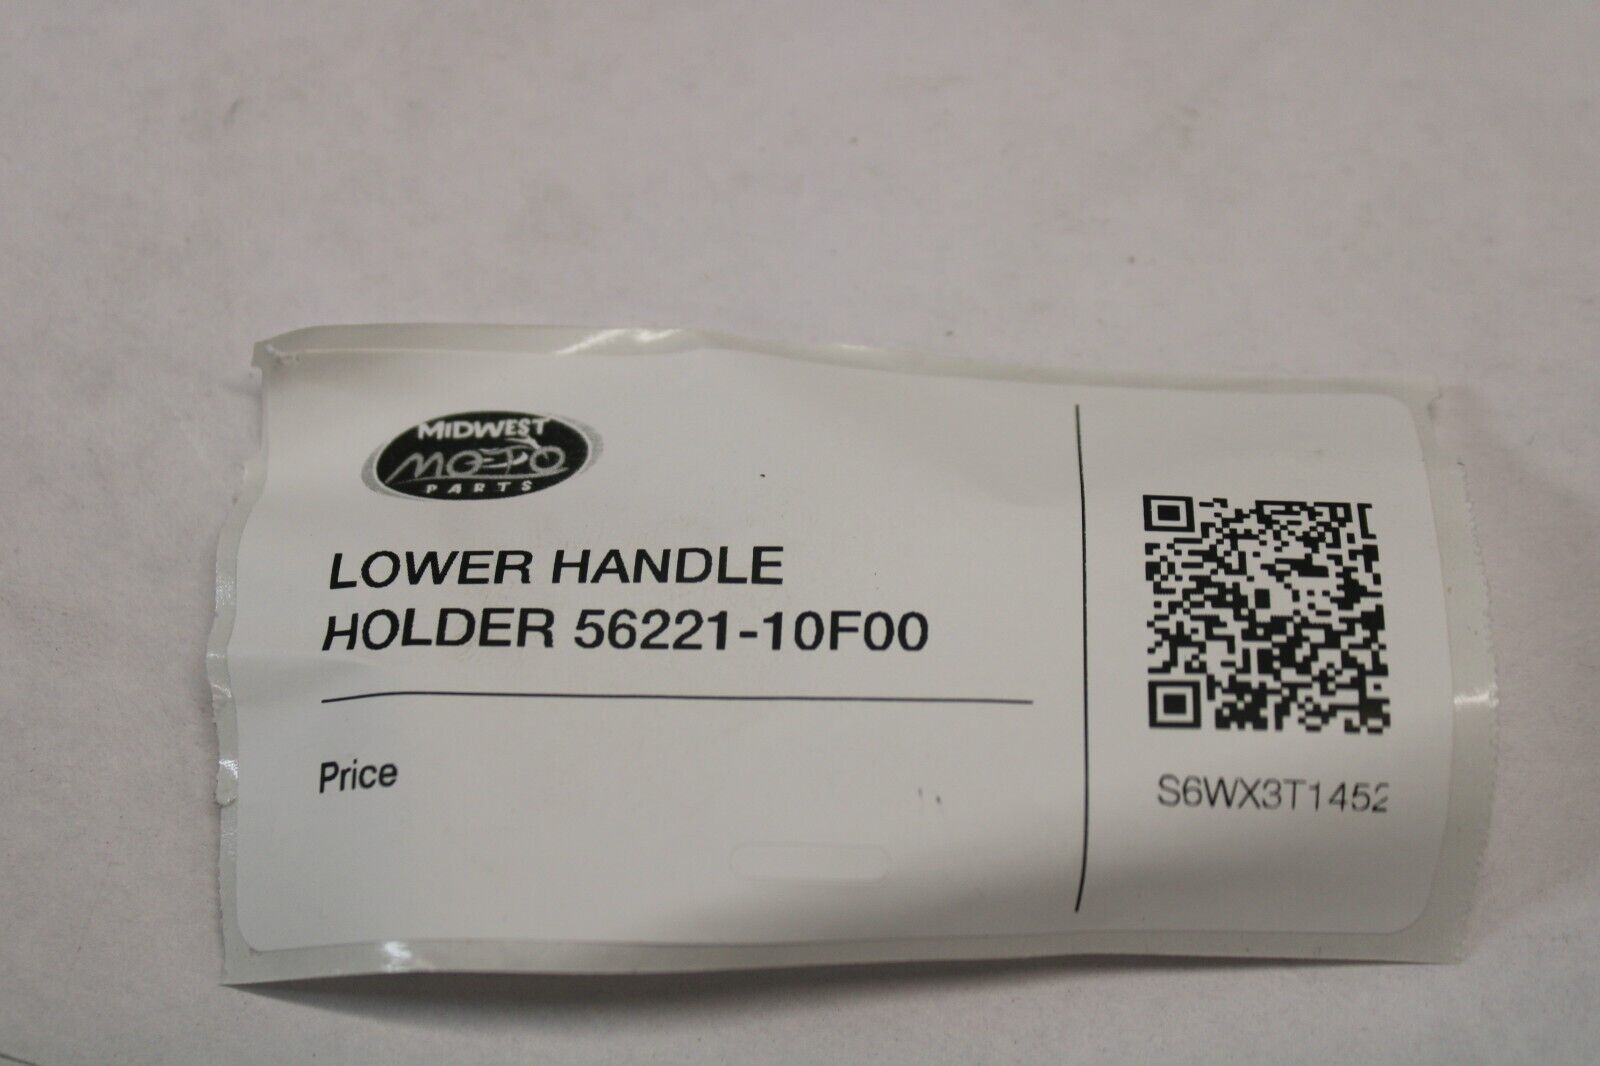 MIDWEST
MOTO
PARTS
LOWER HANDLE
HOLDER 56221-10F00
Price
S6WX3T1452